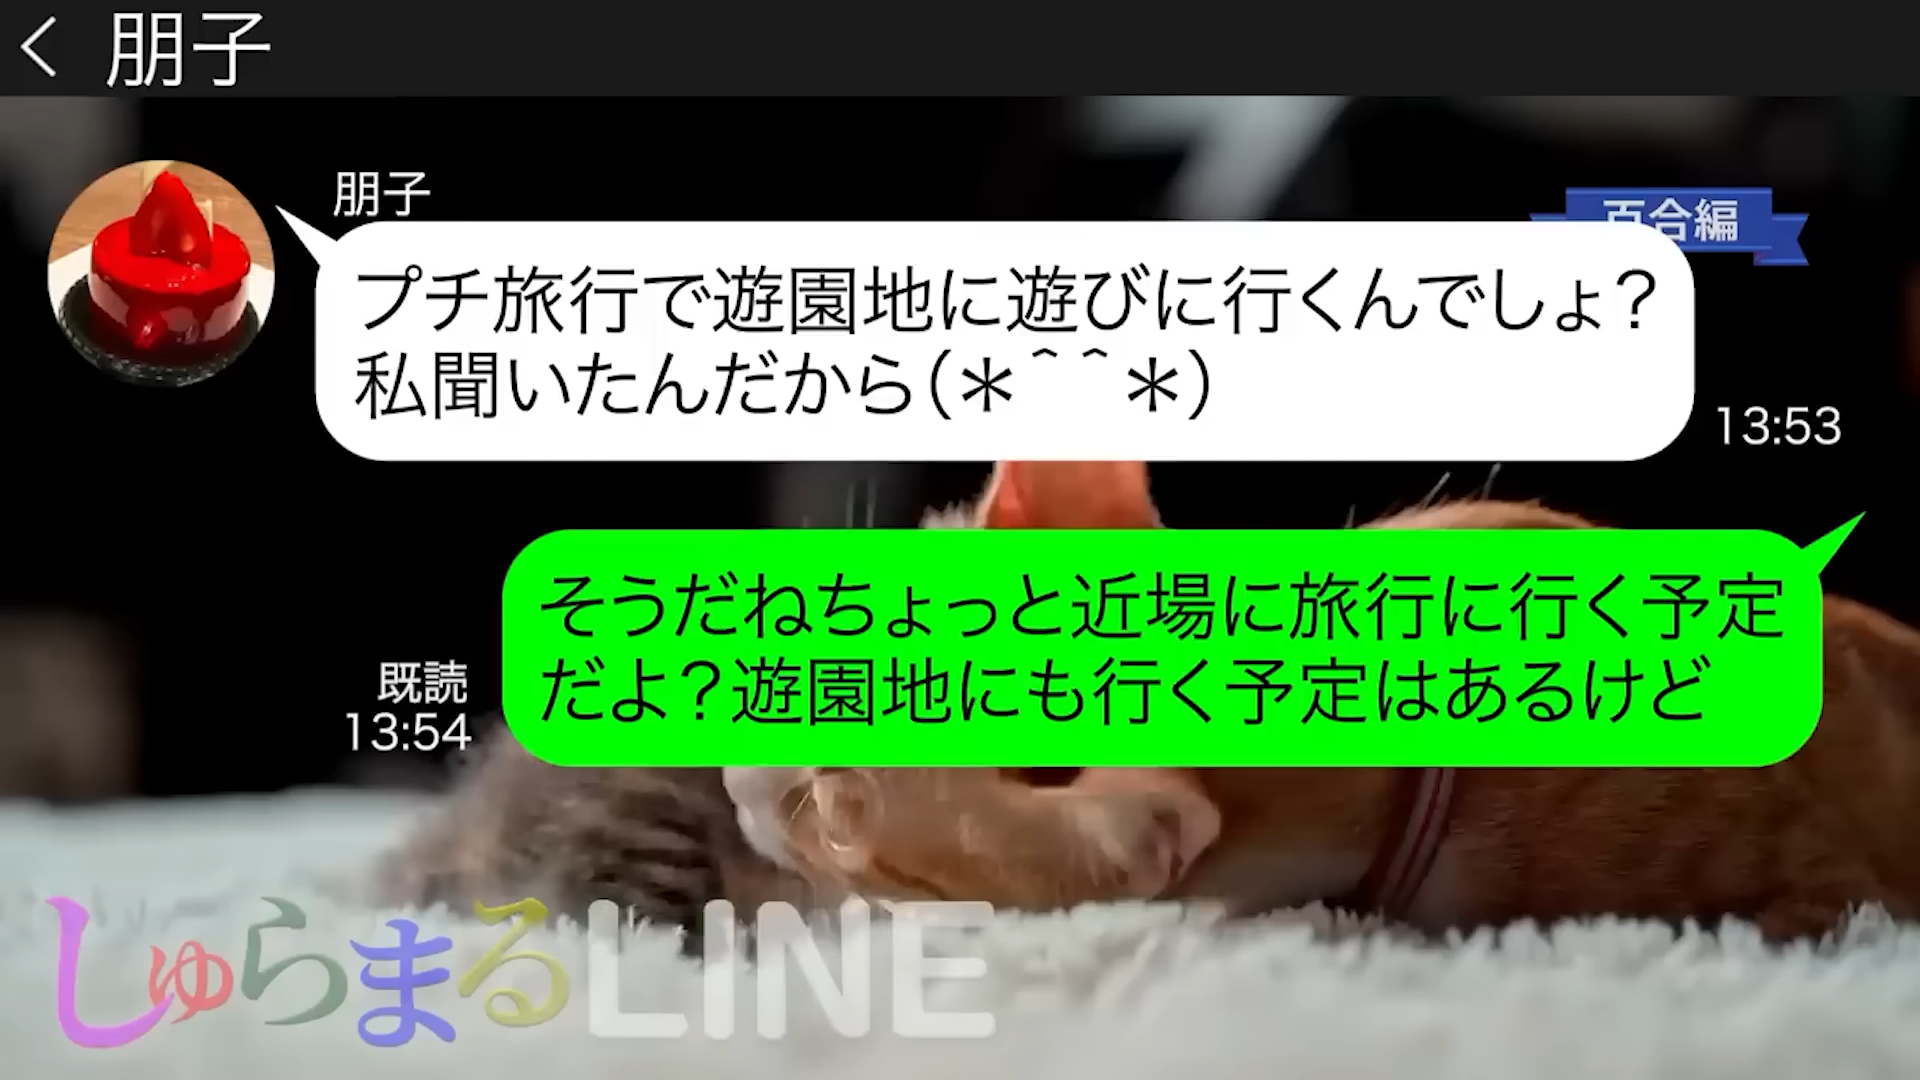 朋子
朋子
百合編
プチ旅行で遊園地に遊びに行くんでしょ？
私聞いたんだから(＊＾＾＊)
13:53
そうだねちょっと近場に旅行に行く予定
だよ？遊園地にも行く予定はあるけど
既読
13:54
しゅらまるLINE